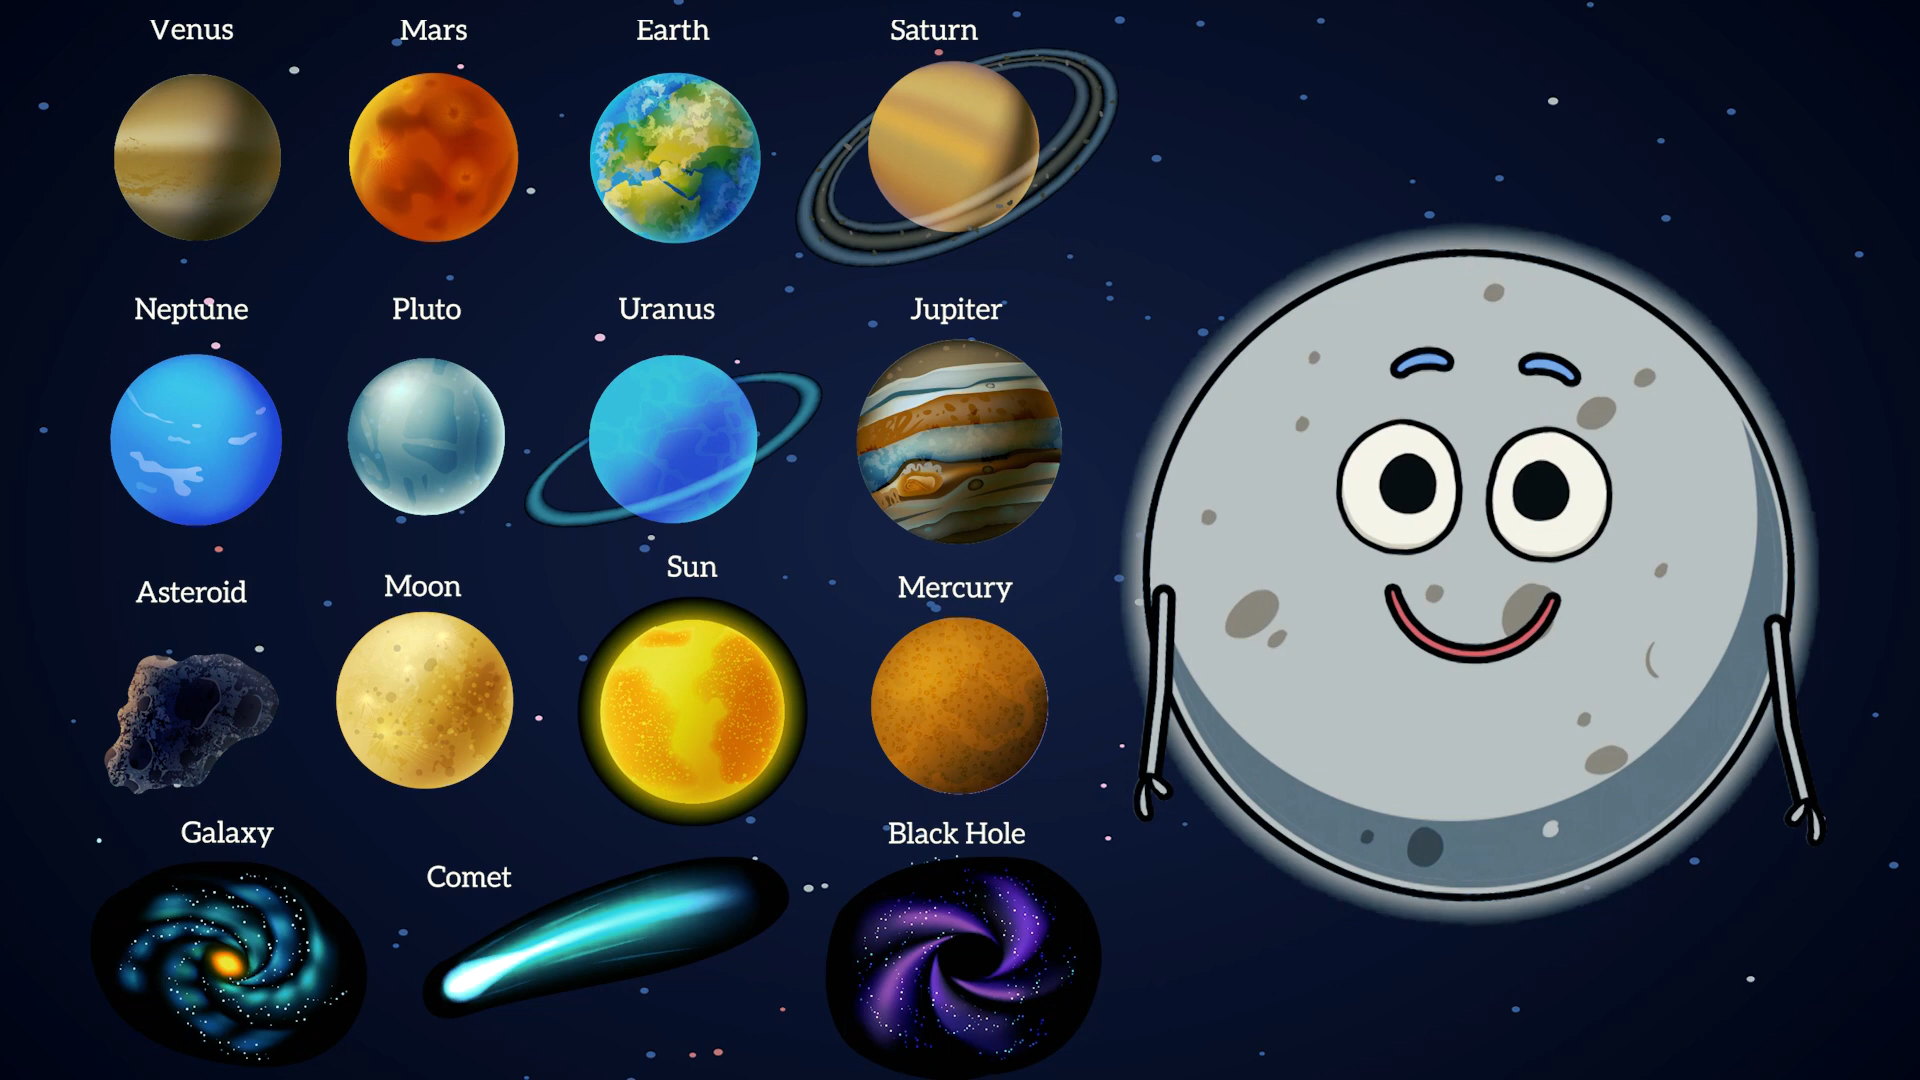 Venus
Mars
Earth
Saturn
Neptune
Pluto
Uranus
Jupiter
Asteroid
Moon
Sun
Mercury
Galaxy
Comet
Black Hole